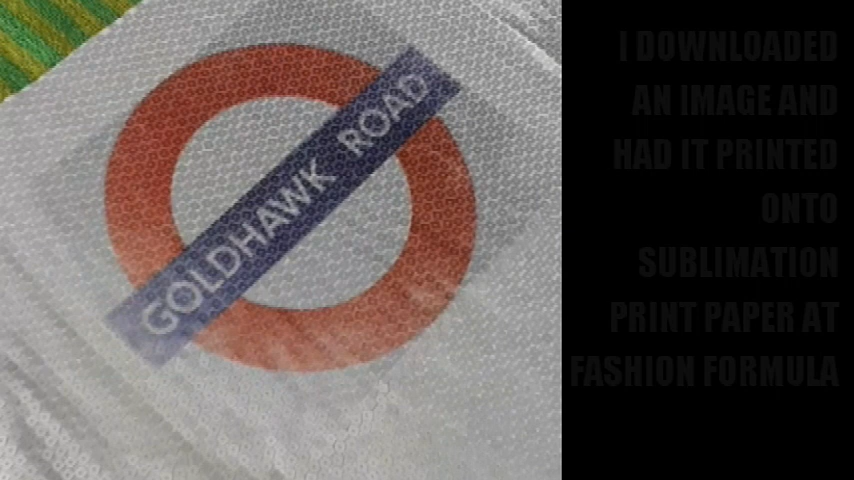 GOLDHAWK ROAD
I DOWNLOADED
AN IMAGE AND
HAD IT PRINTED
ONTO
SUBLIMATION
PRINT PAPER AT
FASHION FORMULA